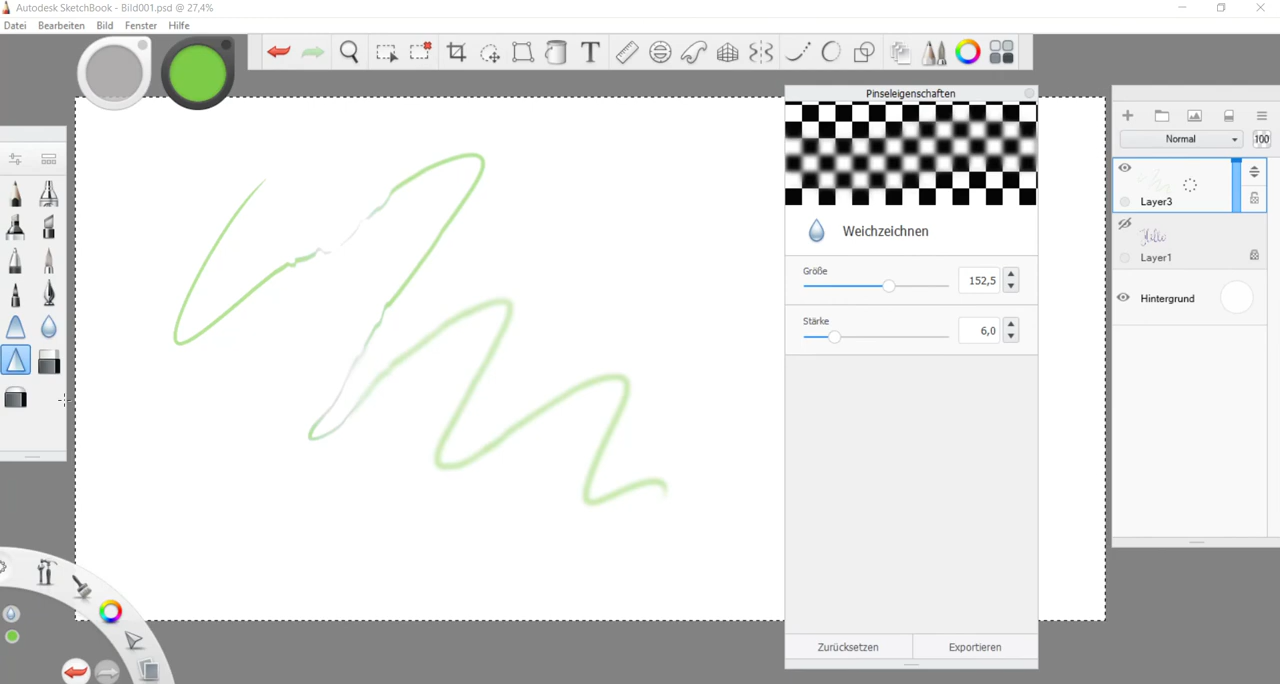 Autodesk SketchBook - Bild001.psd @ 27,4%
Datei Bearbeiten Bild Fenster Hilfe
T
Pinseleigenschaften
Weichzeichnen
Größe
152,5
Stärke
6,0
Zurücksetzen Exportieren
Normal 100
Layer3
Hello
Layer1
Hintergrund